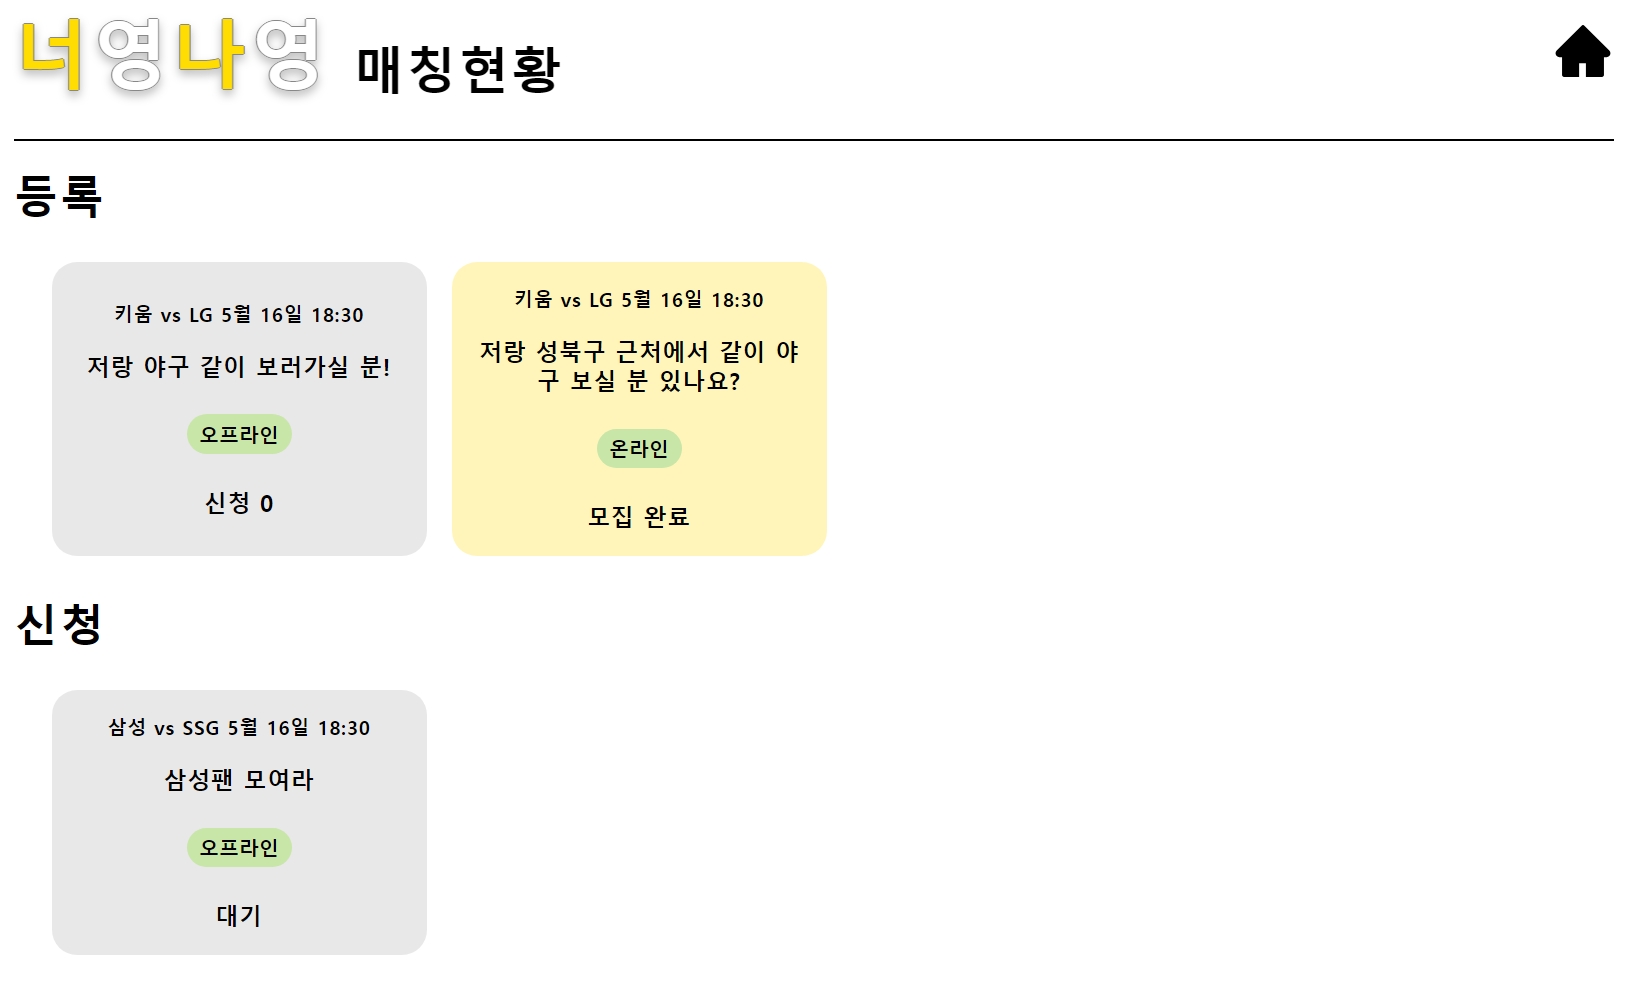 너영나영 매칭현황
등록
키움 vs LG 5월 16일 18:30
저랑 야구 같이 보러가실 분!
오프라인
신청 0
키움 vs LG 5월 16일 18:30
저랑 성북구 근처에서 같이 야
구 보실 분 있나요?
온라인
모집 완료
신청
삼성 vs SSG 5월 16일 18:30
삼성팬 모여라
오프라인
대기